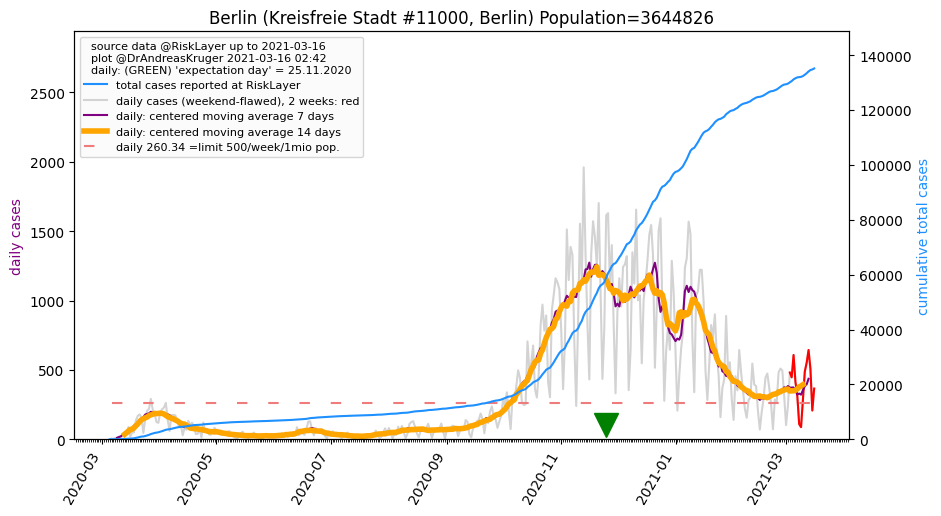 Berlin (Kreisfreie Stadt #11000, Berlin) Population=3644826
source data @RiskLayer up to 2021-03-16
plot @DrAndreasKruger 2021-03-16 02:42
daily: (GREEN) 'expectation day' = 25.11.2020
total cases reported at RiskLayer
daily cases (weekend-flawed), 2 weeks: red
daily: centered moving average 7 days
daily: centered moving average 14 days
daily 260.34 =limit 500/week/1mio pop.
daily cases
2500
2000
1500
1000
500
0
140000
120000
100000
80000
60000
40000
20000
0
cumulative total cases
2020-03
2020-05
2020-07
2020-09
2020-11
2021-01
2021-03